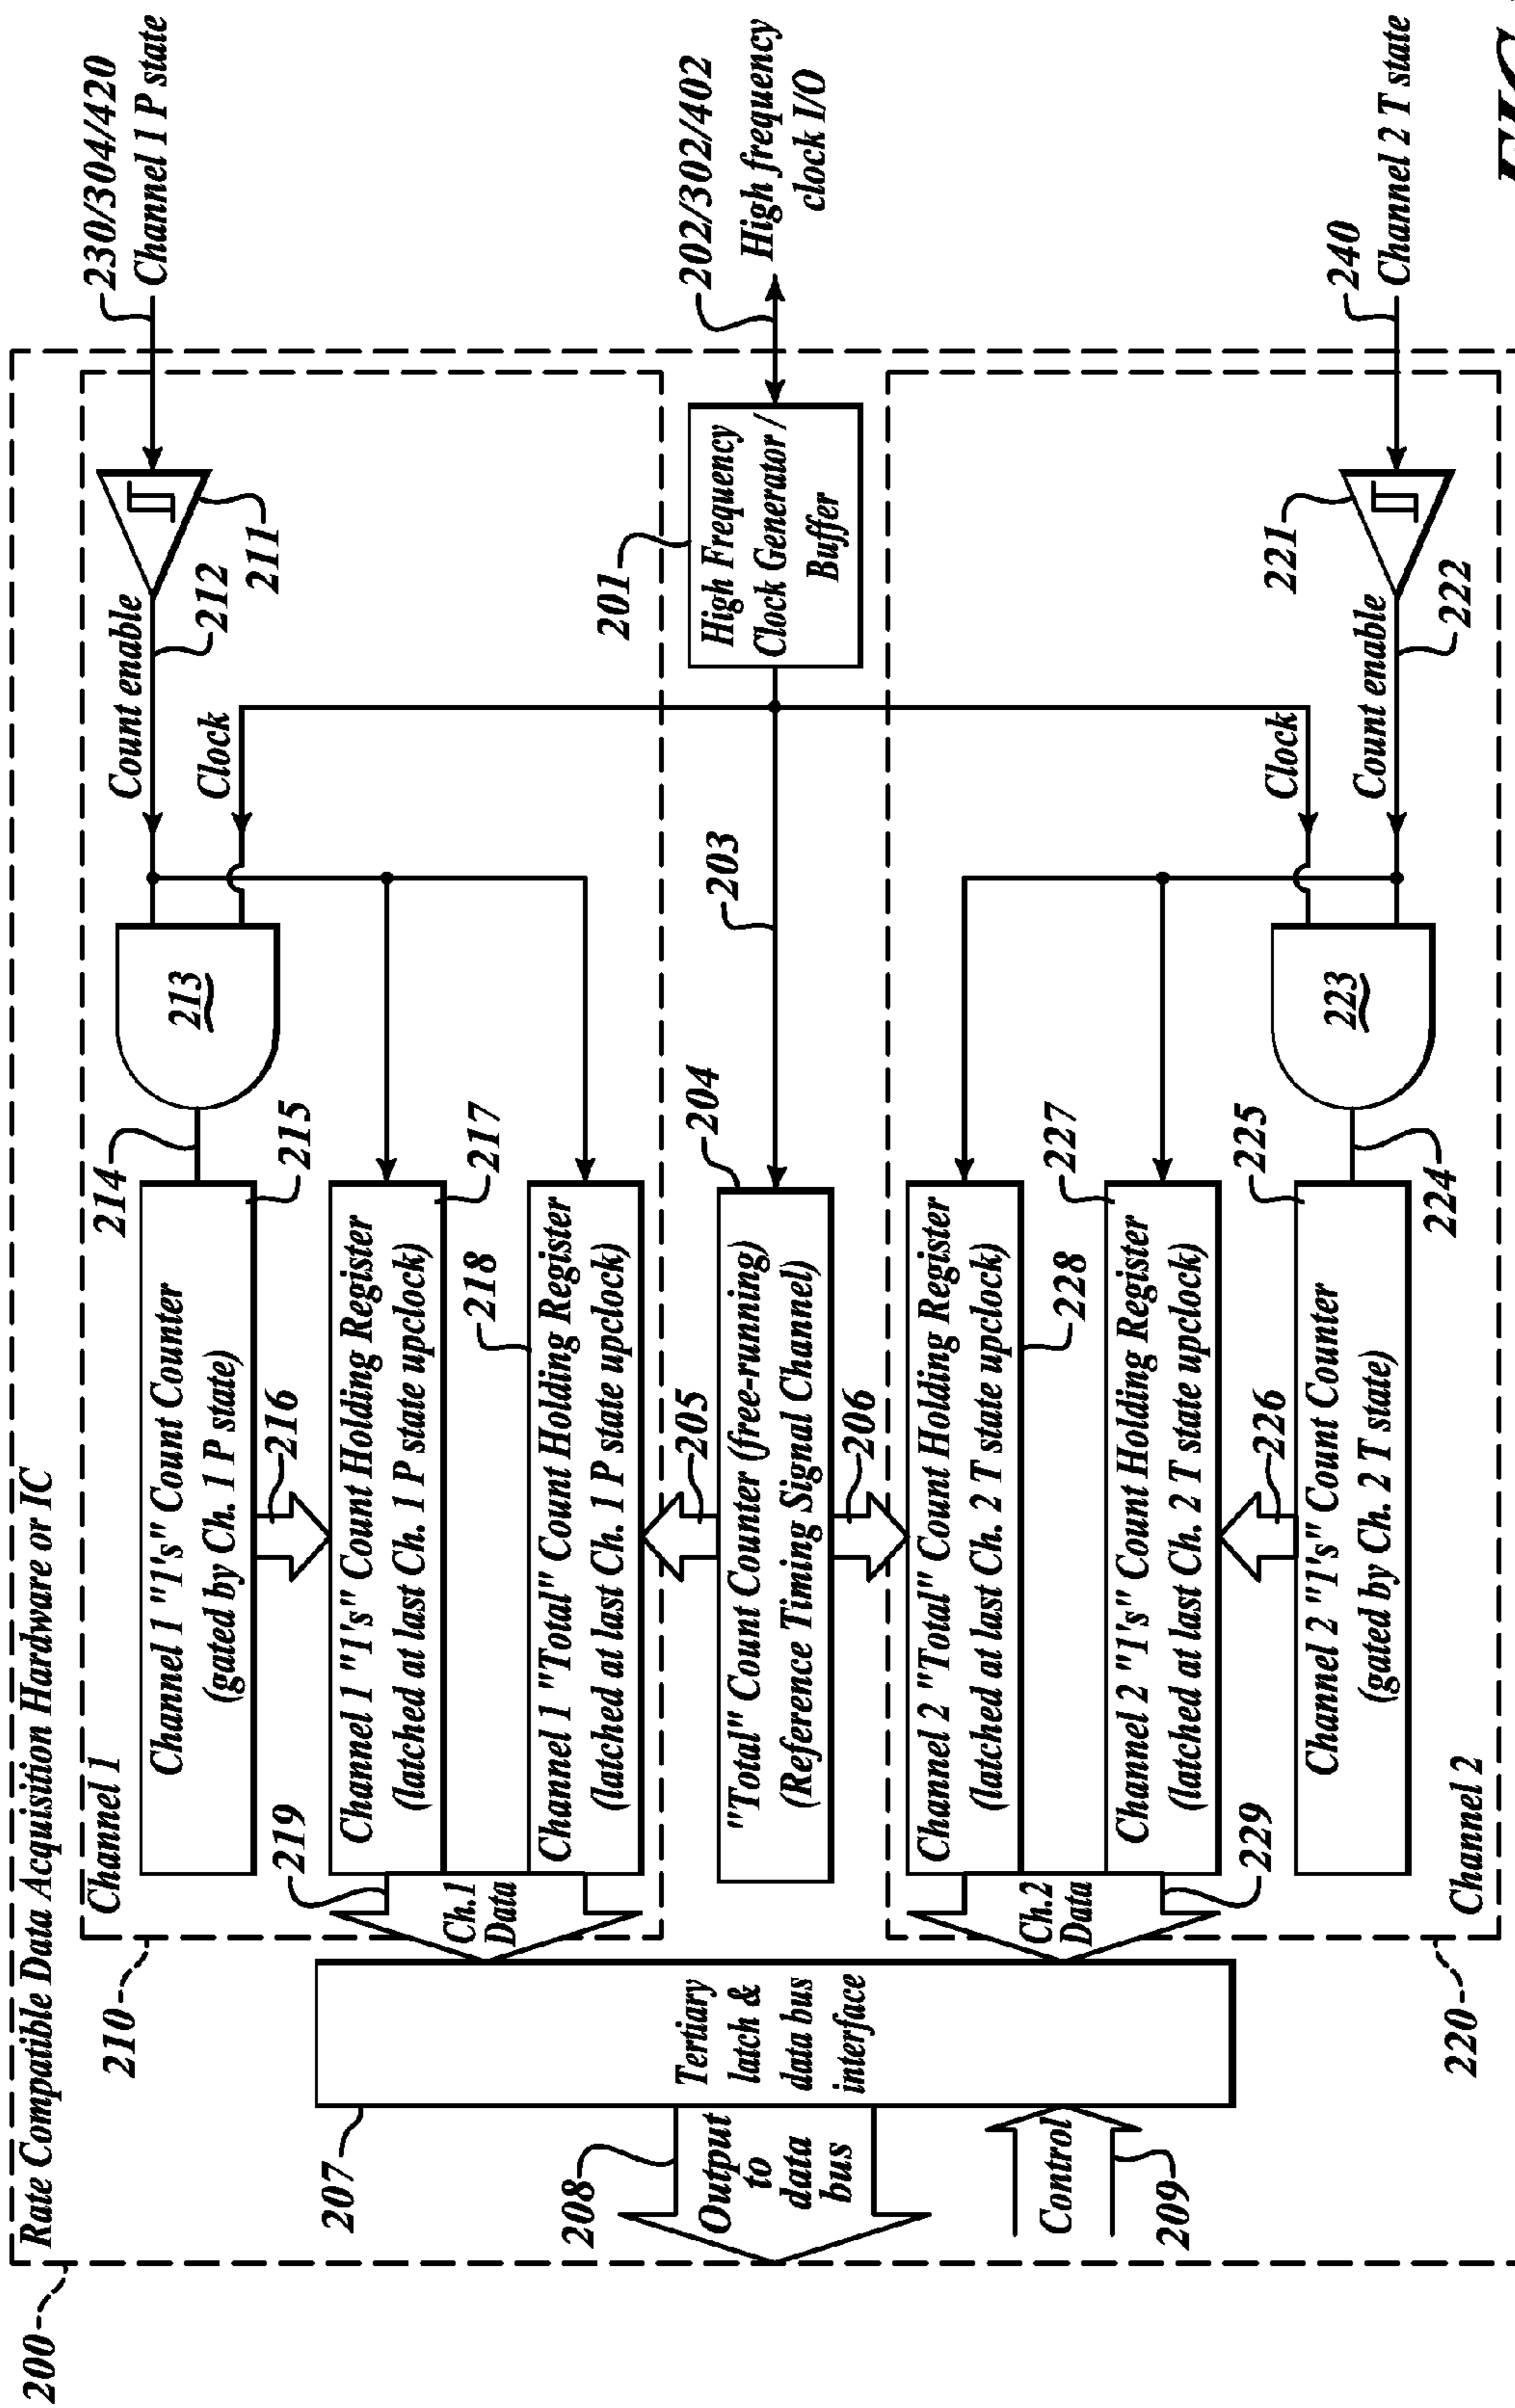 200
Rate Compatible Data Acquisition Hardware or IC
210
Channel 1
230/304/420
Channel 1 P state
211
Count enable
212
Clock
213
214
Channel 1 "1's" Count Counter
(gated by Ch. 1 P state)
215
216
Channel 1 "1's" Count Holding Register
(latched at last Ch. 1 P state upclock)
217
218
Channel 1 "Total" Count Holding Register
(latched at last Ch. 1 P state upclock)
219
Ch.1
Data
205
202/302/402
High frequency
clock I/O
201
High Frequency
Clock Generator /
Buffer
203
204
"Total" Count Counter (free-running)
(Reference Timing Signal Channel)
206
207
Tertiary
latch &
data bus
interface
208
Output
to
data
bus
Control
209
Channel 2 "Total" Count Holding Register
(latched at last Ch. 2 T state upclock)
228
227
Channel 2 "1's" Count Holding Register
(latched at last Ch. 2 T state upclock)
Ch.2
Data
229
226
225
Channel 2 "1's" Count Counter
(gated by Ch. 2 T state)
224
223
Clock
Count enable
222
221
240
Channel 2 T state
Channel 2
220